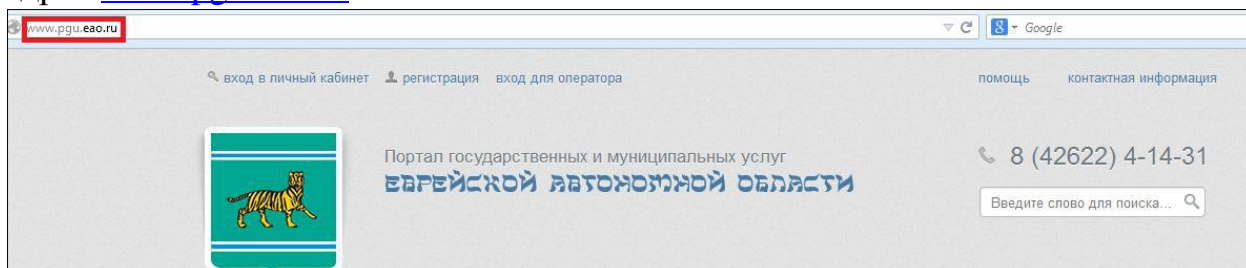 www.pgu.eao.ru
Google
вход в личный кабинет регистрация вход для оператора
помощь контактная информация
Портал государственных и муниципальных услуг
ЕВРЕЙСКОЙ АВТОНОМНОЙ ОБЛАСТИ
8 (42622) 4-14-31
Введите слово для поиска...